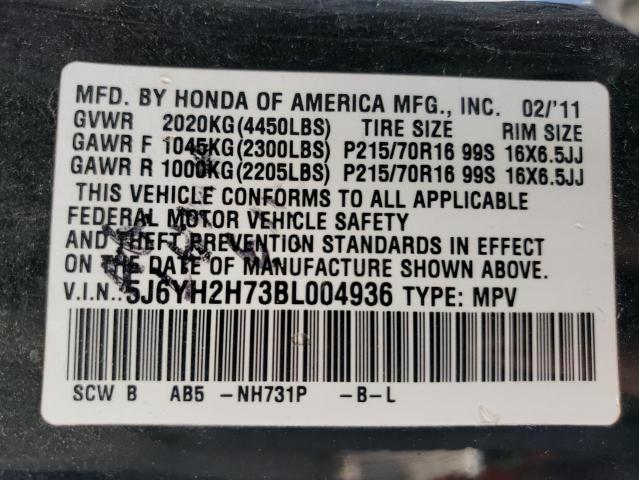 MFD. BY HONDA OF AMERICA MFG., INC. 02/'11
GVWR 2020KG(4450LBS) TIRE SIZE RIM SIZE
GAWR F 1045KG(2300LBS) P215/70R16 99S 16X6.5JJ
GAWR R 1000KG(2205LBS) P215/70R16 99S 16X6.5JJ
THIS VEHICLE CONFORMS TO ALL APPLICABLE
FEDERAL MOTOR VEHICLE SAFETY
AND THEFT PREVENTION STANDARDS IN EFFECT
ON THE DATE OF MANUFACTURE SHOWN ABOVE.
V.I.N.: 5J6YH2H73BL004936 TYPE: MPV
SCW B AB5 -NH731P -B-L